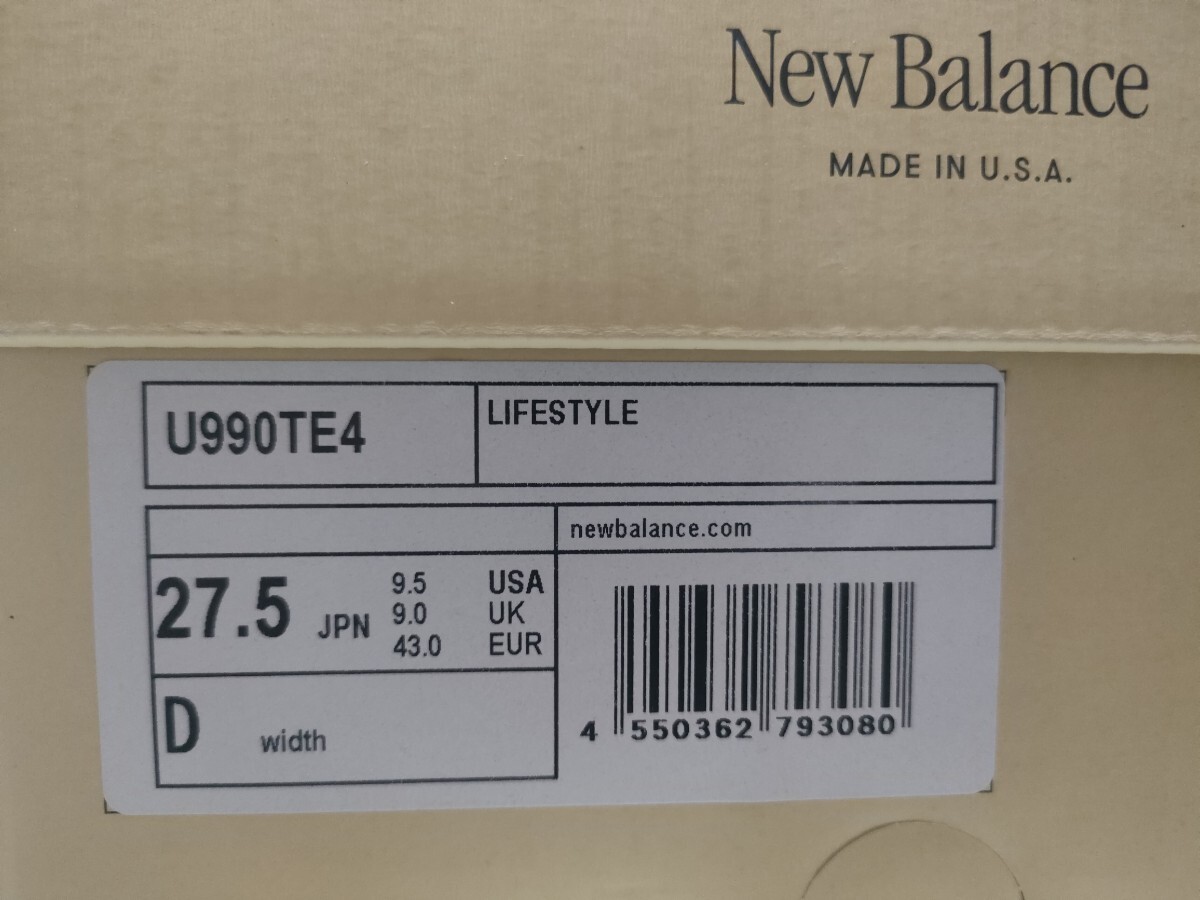 New Balance
MADE IN U.S.A.
U990TE4
LIFESTYLE
newbalance.com
27.5 JPN
9.5 USA
9.0 UK
43.0 EUR
D width
4 550362 793080